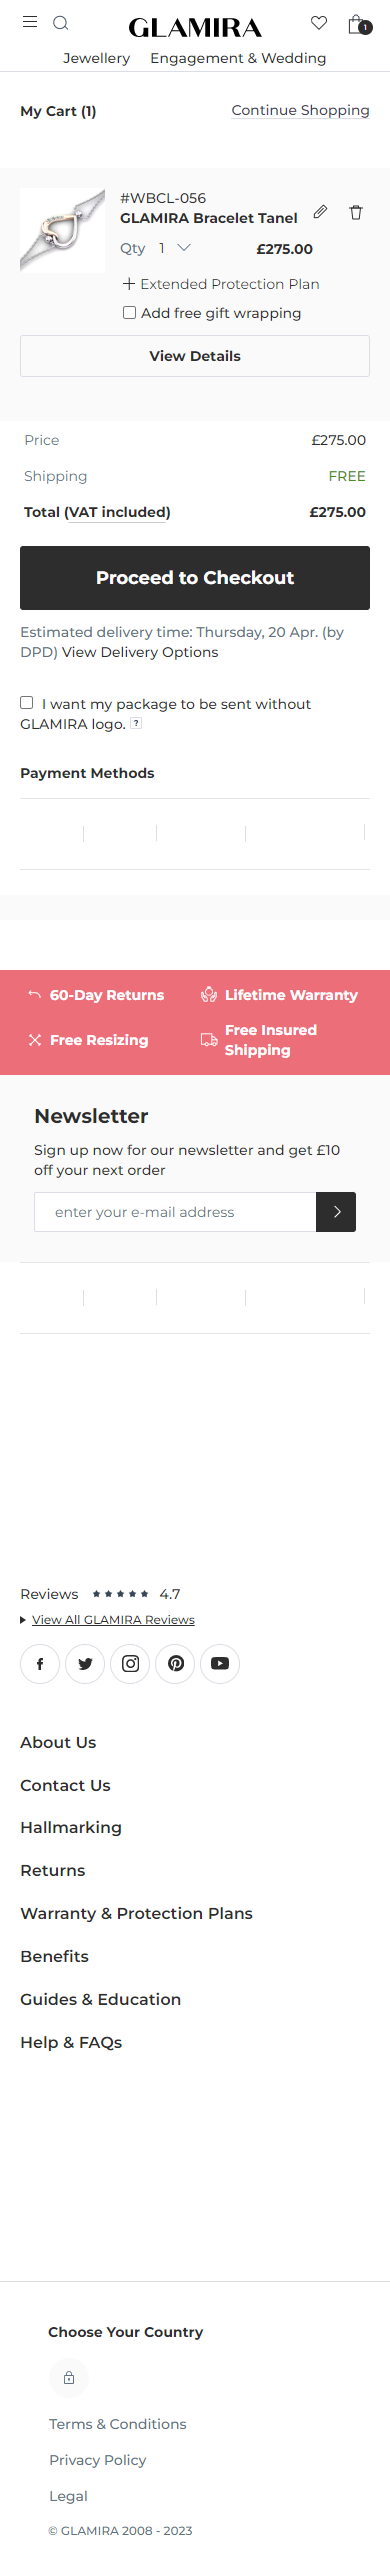 GLAMIRA
1
Jewellery Engagement & Wedding
My Cart (1) Continue Shopping
#WBCL-056
GLAMIRA Bracelet Tanel
Qty 1 £275.00
Extended Protection Plan
Add free gift wrapping
View Details
Price £275.00
Shipping FREE
Total (VAT included) £275.00
Proceed to Checkout
Estimated delivery time: Thursday, 20 Apr. (by
DPD) View Delivery Options
I want my package to be sent without
GLAMIRA logo. ?
Payment Methods
60-Day Returns Lifetime Warranty
Free Resizing Free Insured
Shipping
Newsletter
Sign up now for our newsletter and get £10
off your next order
enter your e-mail address
Reviews 4.7
View All GLAMIRA Reviews
About Us
Contact Us
Hallmarking
Returns
Warranty & Protection Plans
Benefits
Guides & Education
Help & FAQs
Choose Your Country
Terms & Conditions
Privacy Policy
Legal
© GLAMIRA 2008 - 2023